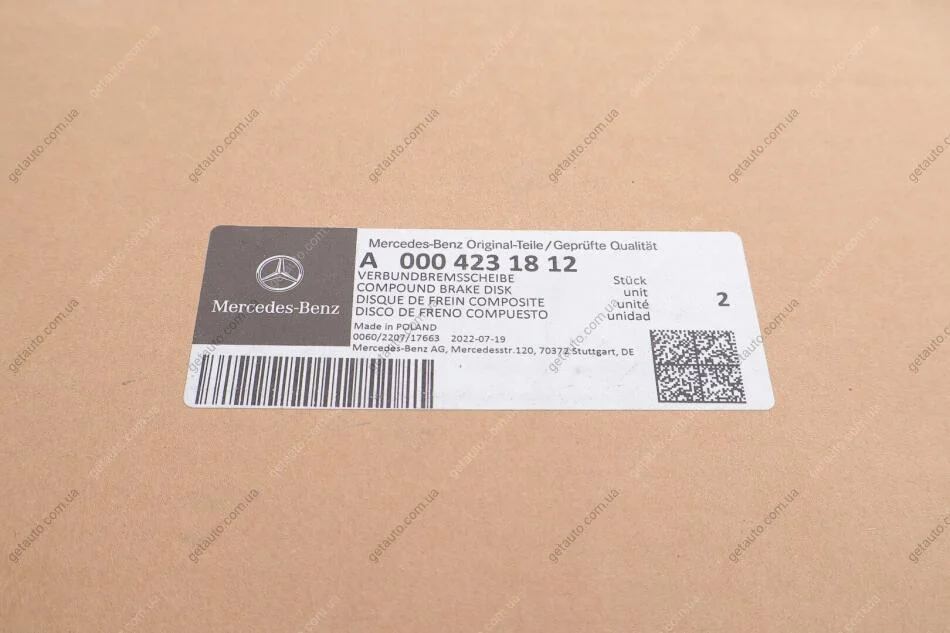 Mercedes-Benz Original-Teile/Geprüfte Qualität
A 000 423 18 12
VERBUNDBREMSSCHEIBE
COMPOUND BRAKE DISK
DISQUE DE FREIN COMPOSITE
DISCO DE FRENO COMPUESTO
Stück
unit
unité
unidad
2
Mercedes-Benz
Made in POLAND
0060/2207/17663 2022-07-19
Mercedes-Benz AG, Mercedesstr.120, 70372 Stuttgart, DE
getauto.com.ua